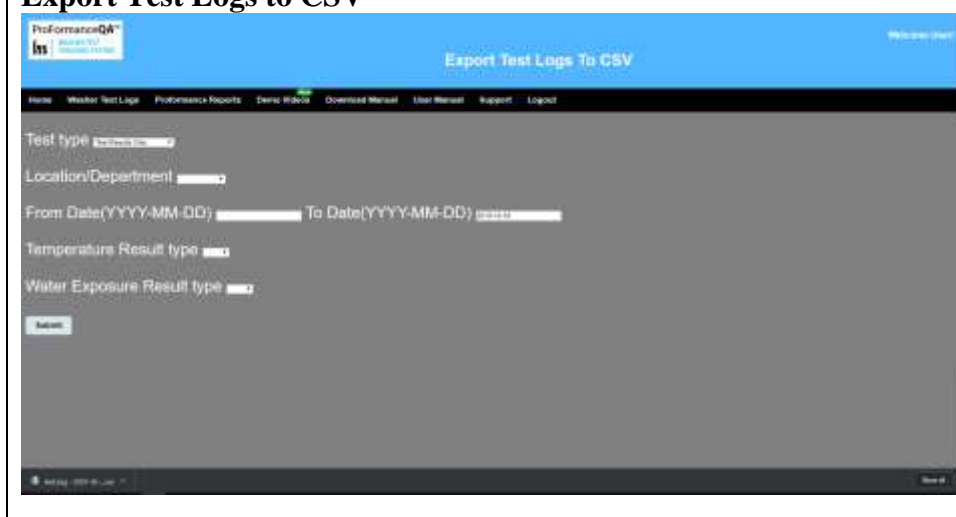 Export Test Logs to CSV
ProFormanceQA™
Welcome User!
Export Test Logs To CSV
Home Washer Test Logs Proformance Reports Demo Videos Download Manual User Manual Support Logout
Test type
Location/Department
From Date(YYYY-MM-DD) To Date(YYYY-MM-DD)
Temperature Result type
Water Exposure Result type
Submit